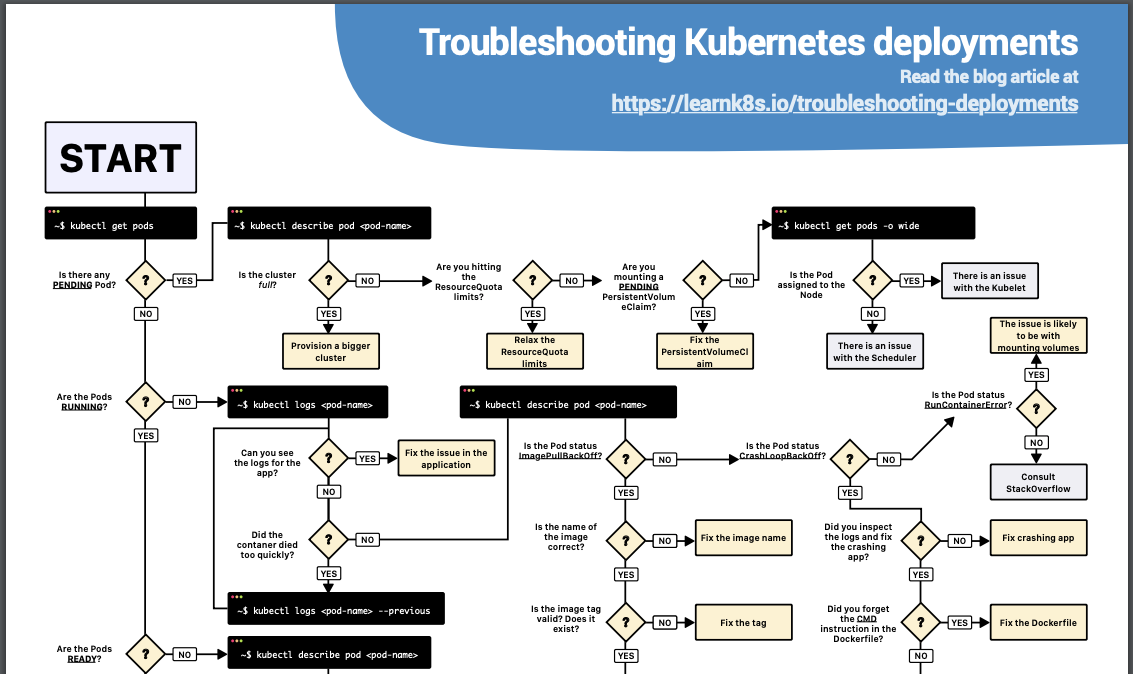 Troubleshooting Kubernetes deployments
Read the blog article at
https://learnk8s.io/troubleshooting-deployments
START
~$ kubectl get pods
~$ kubectl describe pod <pod-name>
~$ kubectl get pods -o wide
Is there any
PENDING Pod?
?
YES
NO
Is the cluster
full?
?
NO
YES
Provision a bigger
cluster
Are you hitting
the
ResourceQuota
limits?
?
NO
YES
Relax the
ResourceQuota
limits
Are you
mounting a
PENDING
PersistentVolum
eClaim?
?
NO
YES
Fix the
PersistentVolumeCl
aim
Is the Pod
assigned to the
Node
?
YES
There is an issue
with the Kubelet
NO
There is an issue
with the Scheduler
The issue is likely
to be with
mounting volumes
YES
Are the Pods
RUNNING?
?
NO
YES
~$ kubectl logs <pod-name>
~$ kubectl describe pod <pod-name>
Is the Pod status
RunContainerError?
?
NO
Consult
StackOverflow
Can you see
the logs for the
app?
?
YES
Fix the issue in the
application
NO
Is the Pod status
ImagePullBackOff?
?
NO
YES
Is the Pod status
CrashLoopBackOff?
?
NO
YES
Did the
contaner died
too quickly?
?
NO
YES
~$ kubectl logs <pod-name> --previous
Is the name of
the image
correct?
?
NO
Fix the image name
YES
Did you inspect
the logs and fix
the crashing
app?
?
NO
Fix crashing app
YES
Is the image tag
valid? Does it
exist?
?
NO
Fix the tag
YES
Did you forget
the CMD
instruction in the
Dockerfile?
?
YES
Fix the Dockerfile
NO
Are the Pods
READY?
?
NO
~$ kubectl describe pod <pod-name>